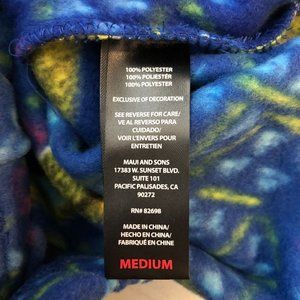 100% POLYESTER
100% POLIÉSTER
100% POLYESTER
EXCLUSIVE OF DECORATION
SEE REVERSE FOR CARE/
VE AL REVERSO PARA
CUIDADO/
VOIR L'ENVERS POUR
ENTRETIEN
MAUI AND SONS
17383 W. SUNSET BLVD.
SUITE 101
PACIFIC PALISADES, CA
90272
RN# 82698
MADE IN CHINA/
HECHO EN CHINA/
FABRIQUÉ EN CHINE
MEDIUM